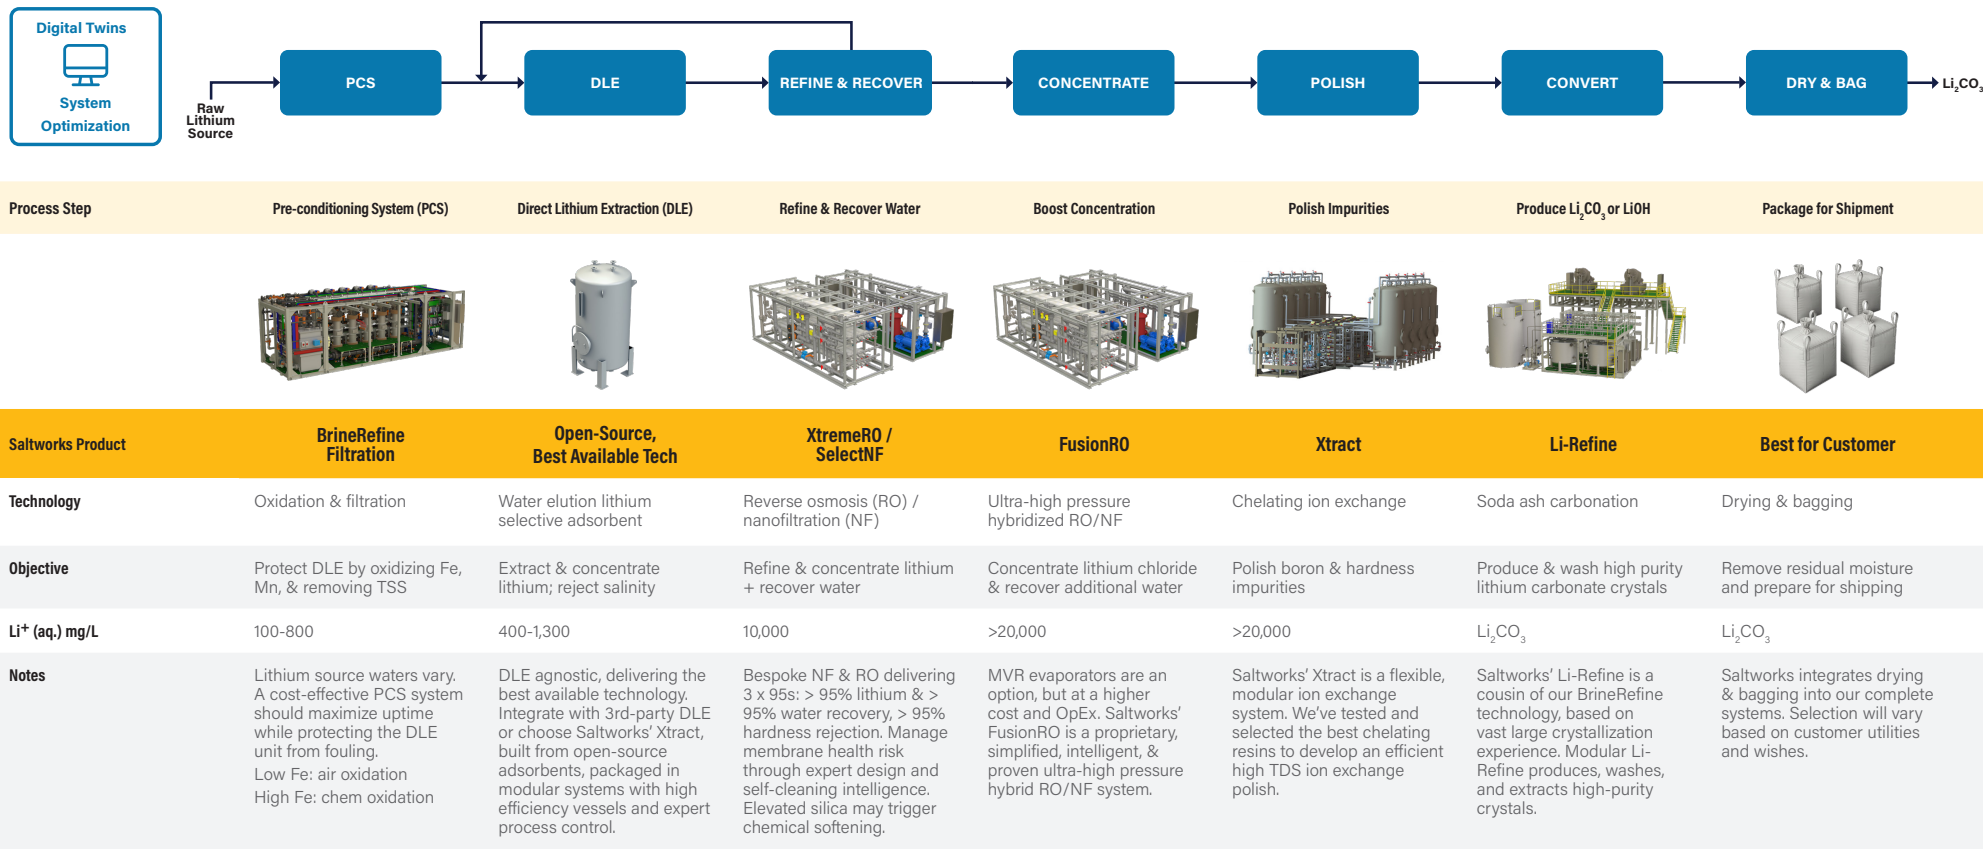 Digital Twins
System
Optimization
Raw
Lithium
Source
PCS
DLE
REFINE & RECOVER
CONCENTRATE
POLISH
CONVERT
DRY & BAG
Li₂CO₃
Process Step
Pre-conditioning System (PCS)
Direct Lithium Extraction (DLE)
Refine & Recover Water
Boost Concentration
Polish Impurities
Produce Li₂CO₃ or LiOH
Package for Shipment
Saltworks Product
BrineRefine
Filtration
Open-Source,
Best Available Tech
XtremeRO /
SelectNF
FusionRO
Xtract
Li-Refine
Best for Customer
Technology
Oxidation & filtration
Water elution lithium
selective adsorbent
Reverse osmosis (RO) /
nanofiltration (NF)
Ultra-high pressure
hybridized RO/NF
Chelating ion exchange
Soda ash carbonation
Drying & bagging
Objective
Protect DLE by oxidizing Fe,
Mn, & removing TSS
Extract & concentrate
lithium; reject salinity
Refine & concentrate lithium
+ recover water
Concentrate lithium chloride
& recover additional water
Polish boron & hardness
impurities
Produce & wash high purity
lithium carbonate crystals
Remove residual moisture
and prepare for shipping
Li⁺ (aq.) mg/L
100-800
400-1,300
10,000
>20,000
>20,000
Li₂CO₃
Li₂CO₃
Notes
Lithium source waters vary.
A cost-effective PCS system
should maximize uptime
while protecting the DLE
unit from fouling.
Low Fe: air oxidation
High Fe: chem oxidation
DLE agnostic, delivering the
best available technology.
Integrate with 3rd-party DLE
or choose Saltworks’ Xtract,
built from open-source
adsorbents, packaged in
modular systems with high
efficiency vessels and expert
process control.
Bespoke NF & RO delivering
3 x 95s: > 95% lithium & >
95% water recovery, > 95%
hardness rejection. Manage
membrane health risk
through expert design and
self-cleaning intelligence.
Elevated silica may trigger
chemical softening.
MVR evaporators are an
option, but at a higher
cost and OpEx. Saltworks’
FusionRO is a proprietary,
simplified, intelligent, &
proven ultra-high pressure
hybrid RO/NF system.
Saltworks’ Xtract is a flexible,
modular ion exchange
system. We’ve tested and
selected the best chelating
resins to develop an efficient
high TDS ion exchange
polish.
Saltworks’ Li-Refine is a
cousin of our BrineRefine
technology, based on
vast large crystallization
experience. Modular Li-
Refine produces, washes,
and extracts high-purity
crystals.
Saltworks integrates drying
& bagging into our complete
systems. Selection will vary
based on customer utilities
and wishes.